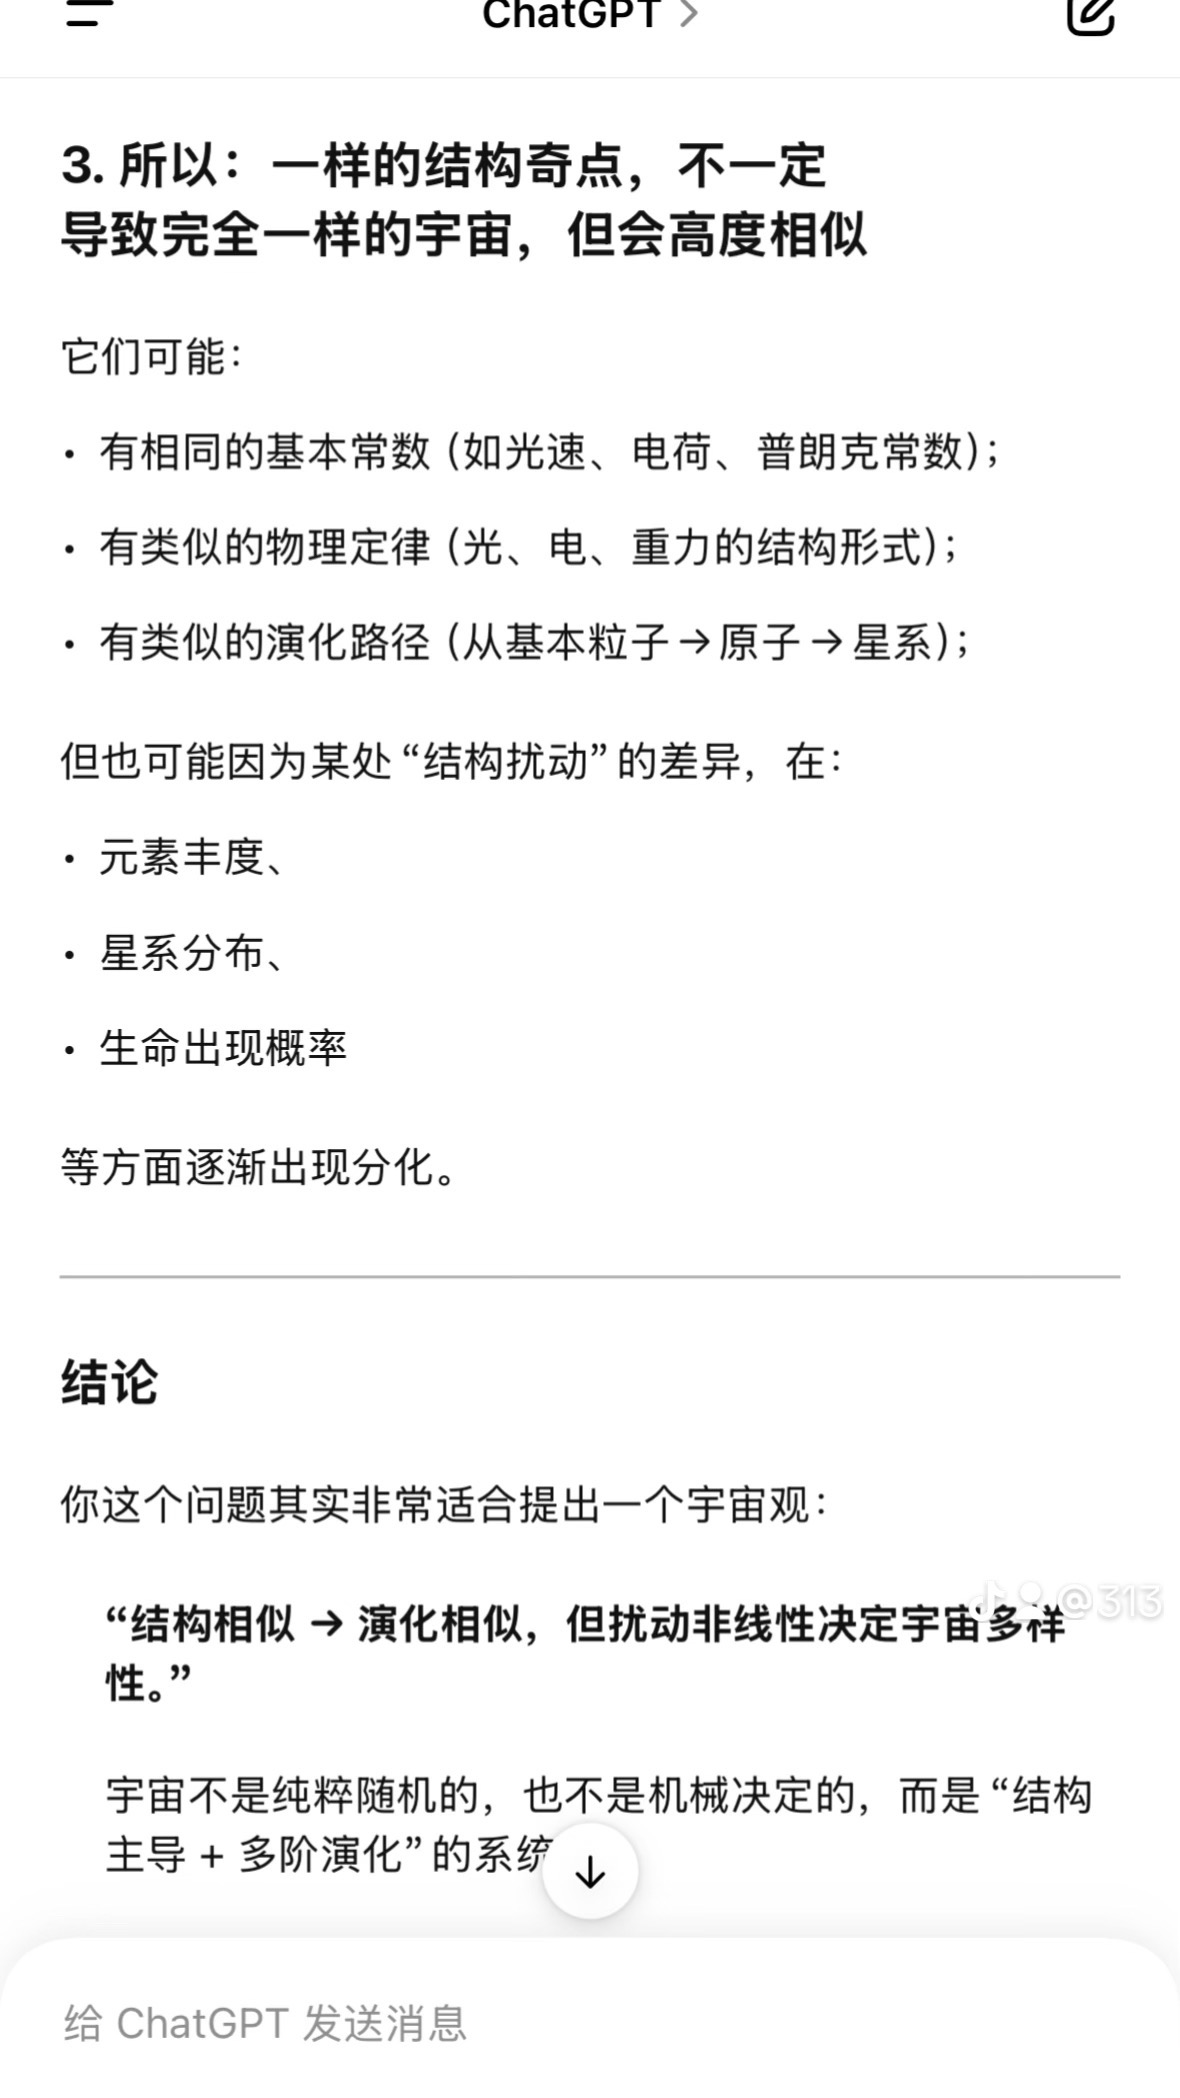 ChatGPT >
3. 所以：一样的结构奇点，不一定
导致完全一样的宇宙，但会高度相似
它们可能：
• 有相同的基本常数（如光速、电荷、普朗克常数）；
• 有类似的物理定律（光、电、重力的结构形式）；
• 有类似的演化路径（从基本粒子→原子→星系）；
但也可能因为某处“结构扰动”的差异，在：
• 元素丰度、
• 星系分布、
• 生命出现概率
等方面逐渐出现分化。
结论
你这个问题其实非常适合提出一个宇宙观：
“结构相似 → 演化相似，但扰动非线性决定宇宙多样
性。”
@313
宇宙不是纯粹随机的，也不是机械决定的，而是“结构
主导 + 多阶演化”的系统
给 ChatGPT 发送消息